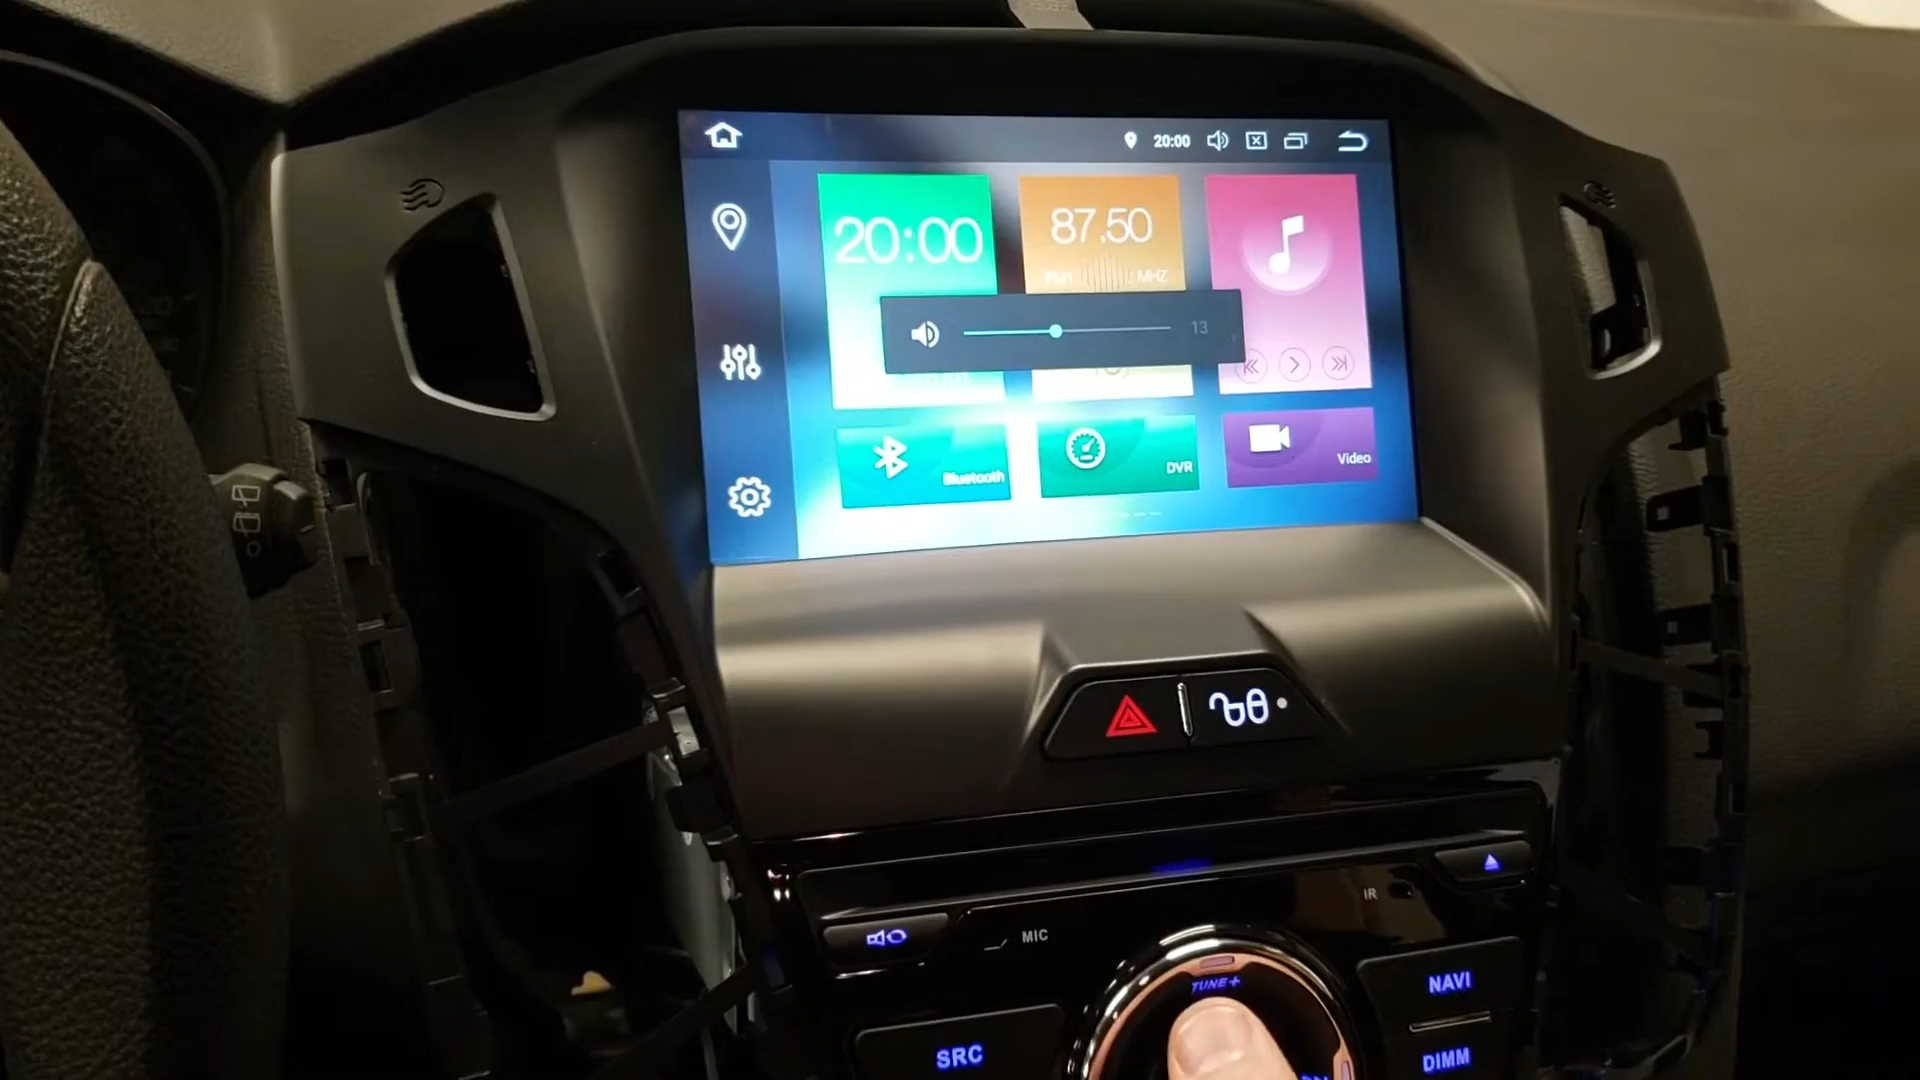 20:00
20:00
87.50
FM1
MHZ
13
Bluetooth
DVR
Video
IR
MIC
TUNE+
NAVI
SRC
DIMM